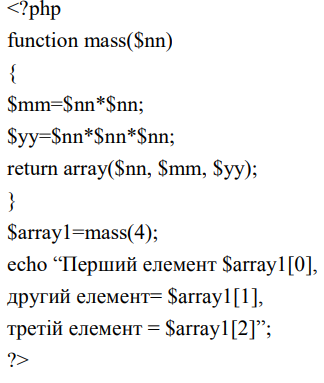 <?php
function mass($nn)
{
$mm=$nn*$nn;
$yy=$nn*$nn*$nn;
return array($nn, $mm, $yy);
}
$array1=mass(4);
echo “Перший елемент $array1[0],
другий елемент= $array1[1],
третій елемент = $array1[2]”;
?>